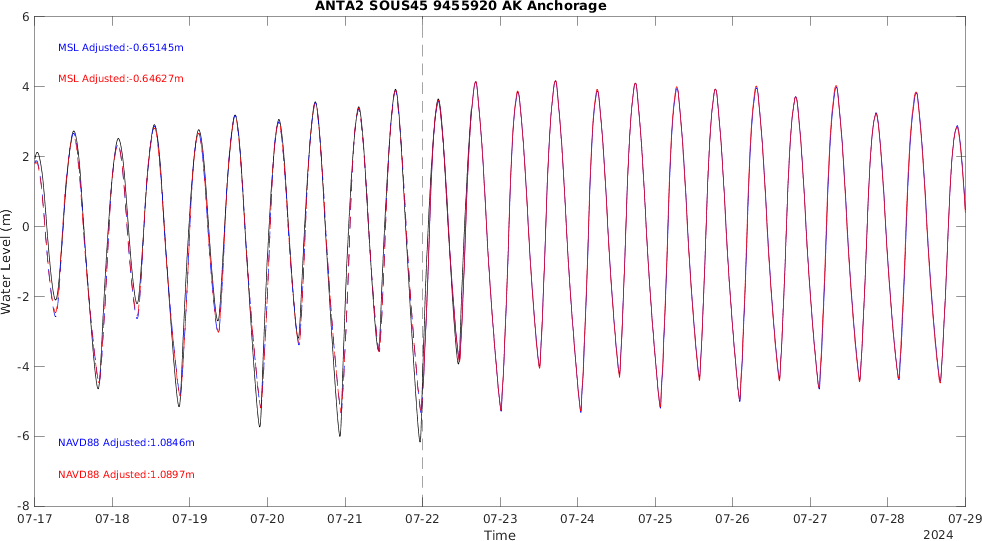 ANTA2 SOUS45 9455920 AK Anchorage
MSL Adjusted:-0.65145m
MSL Adjusted:-0.64627m
NAVD88 Adjusted:1.0846m
NAVD88 Adjusted:1.0897m
Water Level (m)
6
4
2
0
-2
-4
-6
-8
07-17 07-18 07-19 07-20 07-21 07-22 07-23 07-24 07-25 07-26 07-27 07-28 07-29
Time
2024